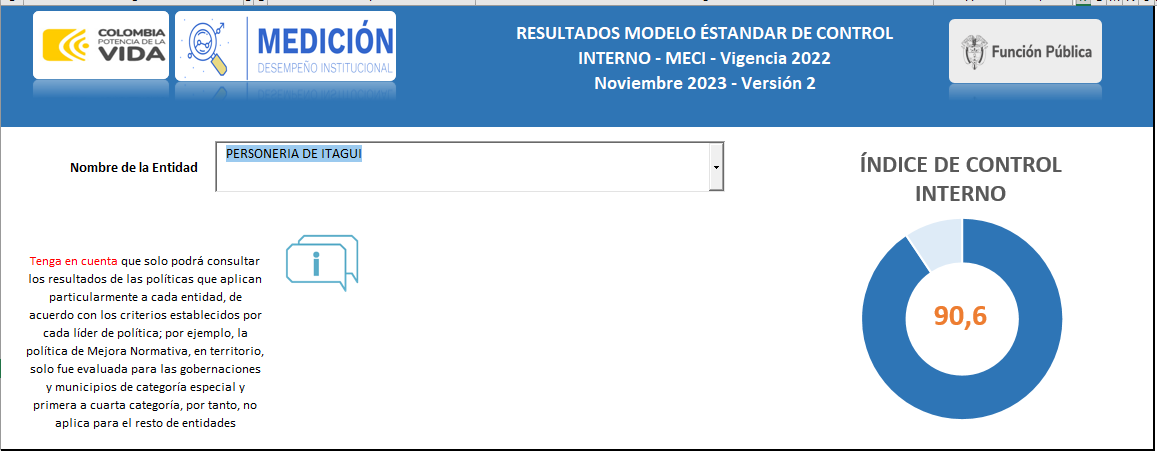 COLOMBIA
POTENCIA DE LA
VIDA
MEDICIÓN
DESEMPEÑO INSTITUCIONAL
RESULTADOS MODELO ÉSTANDAR DE CONTROL
INTERNO - MECI - Vigencia 2022
Noviembre 2023 - Versión 2
Función Pública
Nombre de la Entidad
PERSONERIA DE ITAGUI
ÍNDICE DE CONTROL
INTERNO
90,6
i
Tenga en cuenta que solo podrá consultar
los resultados de las políticas que aplican
particularmente a cada entidad, de
acuerdo con los criterios establecidos por
cada líder de política; por ejemplo, la
política de Mejora Normativa, en territorio,
solo fue evaluada para las gobernaciones
y municipios de categoría especial y
primera a cuarta categoría, por tanto, no
aplica para el resto de entidades